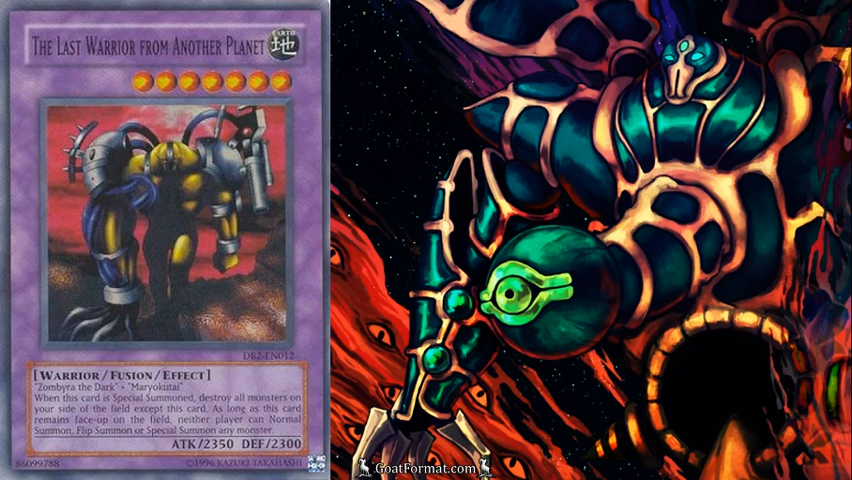 THE LAST WARRIOR FROM ANOTHER PLANET
EARTH
地
DB2-EN012
[WARRIOR/FUSION/EFFECT]
"Zombyra the Dark" + "Maryokutai"
When this card is Special Summoned, destroy all monsters on
your side of the field except this card. As long as this card
remains face-up on the field, neither player can Normal
Summon, Flip Summon or Special Summon any monster.
ATK/2350 DEF/2300
86099788
©1996 KAZUKI TAKAHASHI
GoatFormat.com